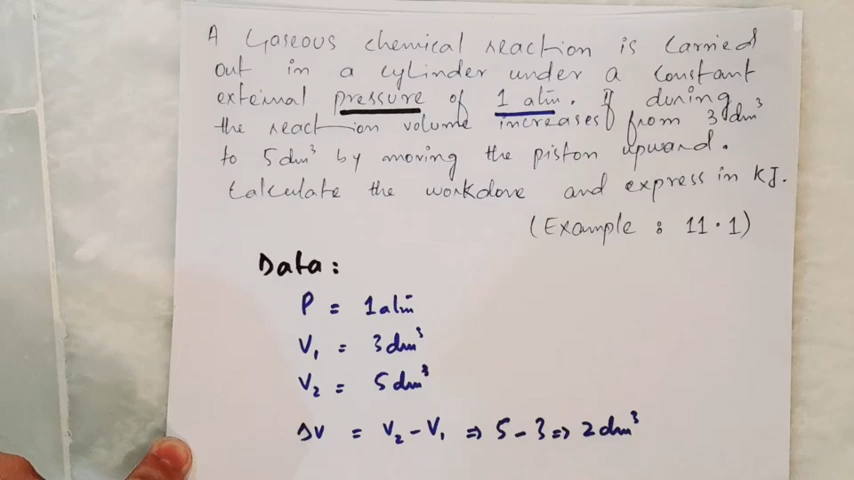 A Gaseous chemical reaction is Carried
out in a cylinder under a constant
external pressure of 1 atm. If during
the reaction volume increases from 3 dm³
to 5 dm³ by moving the piston upward.
Calculate the workdone and express in KJ.
(Example : 11.1)
Data:
P = 1 atm
V₁ = 3 dm³
V₂ = 5 dm³
ΔV = V₂ - V₁ ⇒ 5 - 3 ⇒ 2 dm³